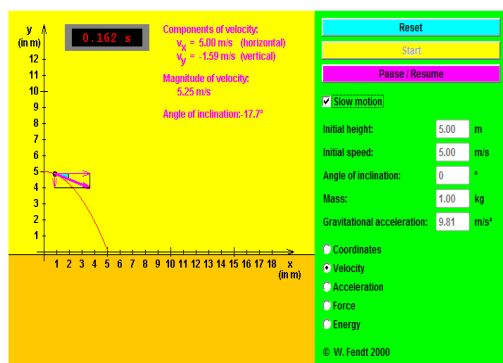 y
(in m)
0.162 s
Components of velocity:
vx = 5.00 m/s (horizontal)
vy = -1.59 m/s (vertical)
Magnitude of velocity:
5.25 m/s
Angle of inclination:-17.7°
12
11
10
9
8
7
6
5
4
3
2
1
1 2 3 4 5 6 7 8 9 10 11 12 13 14 15 16 17 18 x
(in m)
Reset
Start
Pause / Resume
Slow motion
Initial height: 5.00 m
Initial speed: 5.00 m/s
Angle of inclination: 0 °
Mass: 1.00 kg
Gravitational acceleration: 9.81 m/s²
Coordinates
Velocity
Acceleration
Force
Energy
© W. Fendt 2000